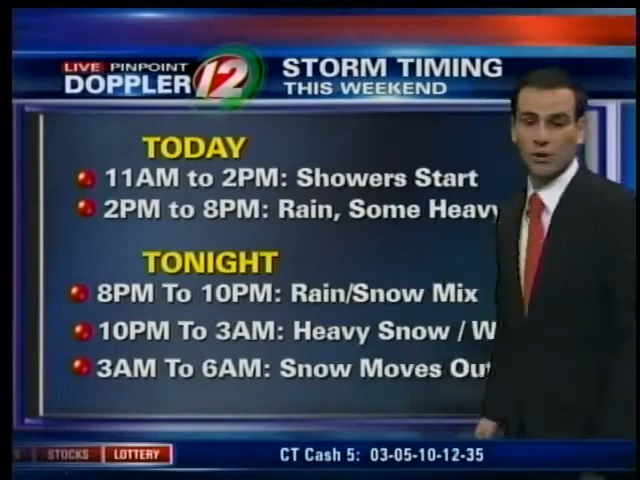 LIVE PINPOINT
DOPPLER 12
STORM TIMING
THIS WEEKEND
TODAY
11AM to 2PM: Showers Start
2PM to 8PM: Rain, Some Heavy
TONIGHT
8PM To 10PM: Rain/Snow Mix
10PM To 3AM: Heavy Snow / W
3AM To 6AM: Snow Moves Out
S STOCKS LOTTERY CT Cash 5: 03-05-10-12-35